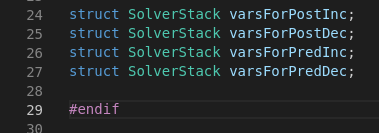 24 struct SolverStack varsForPostInc;
25 struct SolverStack varsForPostDec;
26 struct SolverStack varsForPredInc;
27 struct SolverStack varsForPredDec;
28
29 #endif
30